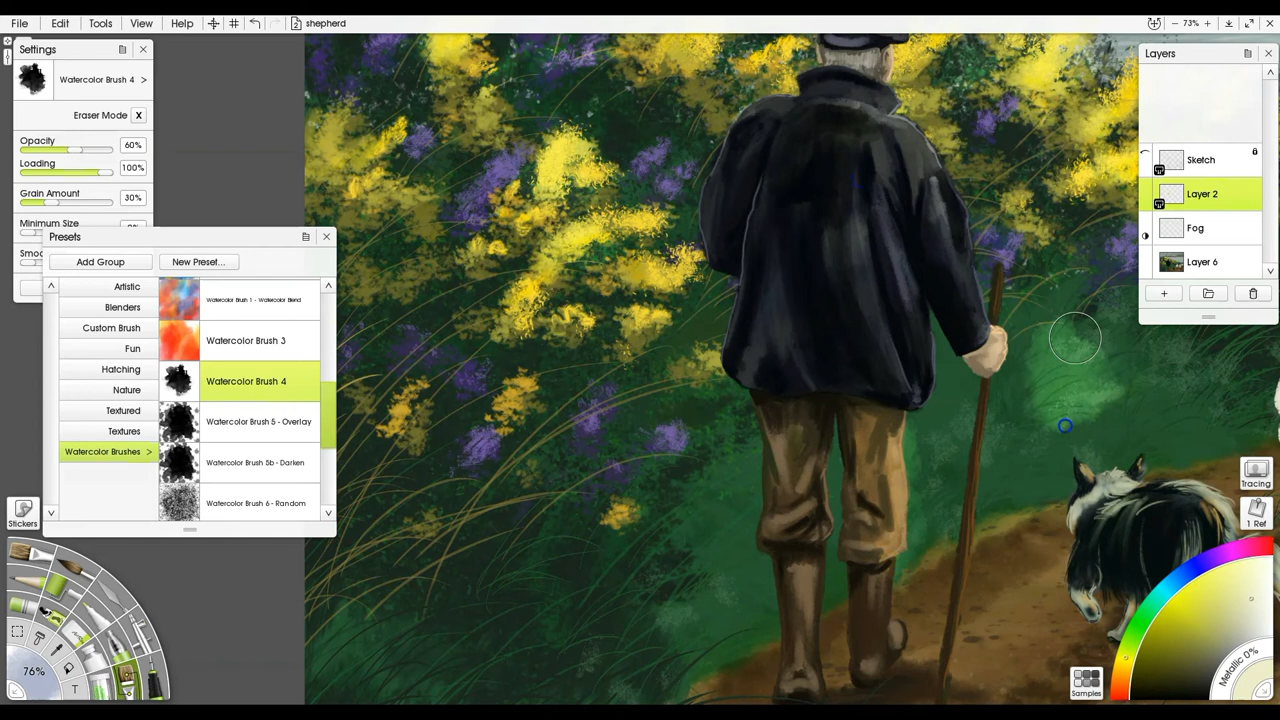 File Edit Tools View Help shepherd 73%
Settings
Watercolor Brush 4 >
Eraser Mode X
Opacity 60%
Loading 100%
Grain Amount 30%
Minimum Size
Presets
Add Group New Preset...
Artistic
Blenders
Custom Brush
Fun
Hatching
Nature
Textured
Textures
Watercolor Brushes >
Watercolor Brush 1 - Watercolor Blend
Watercolor Brush 3
Watercolor Brush 4
Watercolor Brush 5 - Overlay
Watercolor Brush 5b - Darken
Watercolor Brush 6 - Random
Stickers
76%
T
Layers
Sketch
Layer 2
Fog
Layer 6
Tracing
1 Ref
Samples
Metallic 0%